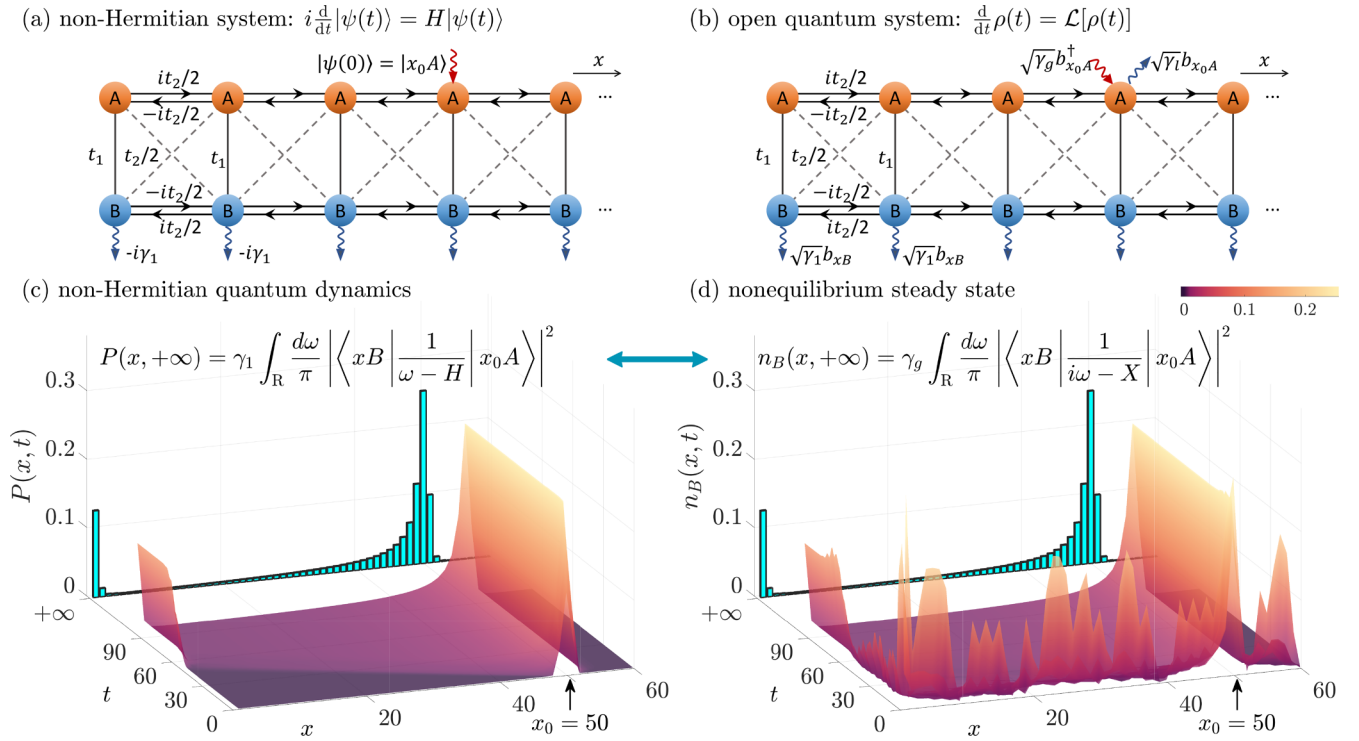 (a) non-Hermitian system: i d/dt |ψ(t)⟩ = H|ψ(t)⟩
(b) open quantum system: d/dt ρ(t) = 𝓛[ρ(t)]
|ψ(0)⟩ = |x₀A⟩
x
it₂/2
A A A A A ...
-it₂/2
t₁ t₂/2 t₁
-it₂/2
B B B B B ...
it₂/2
-iγ₁ -iγ₁
√γ_g b†_{x₀A} √γ_l b_{x₀A}
x
it₂/2
A A A A A ...
-it₂/2
t₁ t₂/2 t₁
-it₂/2
B B B B B ...
it₂/2
√γ₁ b_{xB} √γ₁ b_{xB}
(c) non-Hermitian quantum dynamics
P(x, +∞) = γ₁ ∫_R dω/π |⟨xB| 1/(ω − H) |x₀A⟩|²
P(x, t)
0.3
0.2
0.1
0
+∞
90
60
30
0
t
20
40
60
x
x₀ = 50
(d) nonequilibrium steady state
0 0.1 0.2
n_B(x, +∞) = γ_g ∫_R dω/π |⟨xB| 1/(iω − X) |x₀A⟩|²
n_B(x, t)
0.3
0.2
0.1
0
+∞
90
60
30
0
t
20
40
60
x
x₀ = 50